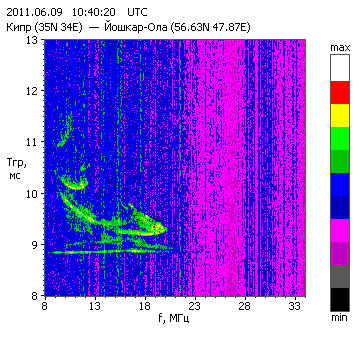 2011.06.09 10:40:20 UTC
Кипр (35N 34E) — Йошкар-Ола (56.63N 47.87E)
13
12
11
10
9
8
Tгр,
мс
8 13 18 23 28 33
f, МГц
max
min